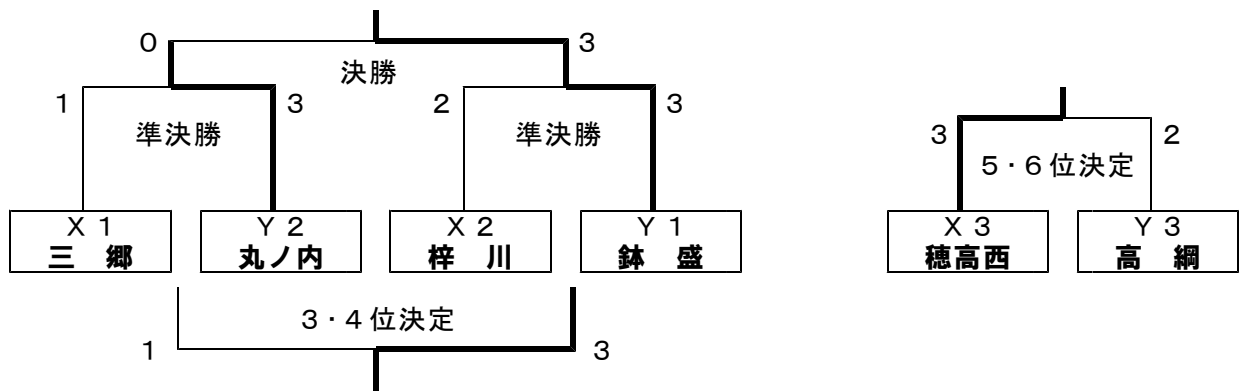 ０ ３
決勝
１ ３ ２ ３
準決勝 準決勝
３ ２
５・６位決定
Ｘ１ Ｙ２ Ｘ２ Ｙ１ Ｘ３ Ｙ３
三　郷 丸ノ内 梓　川 鉢　盛 穂高西 高　綱
３・４位決定
１ ３